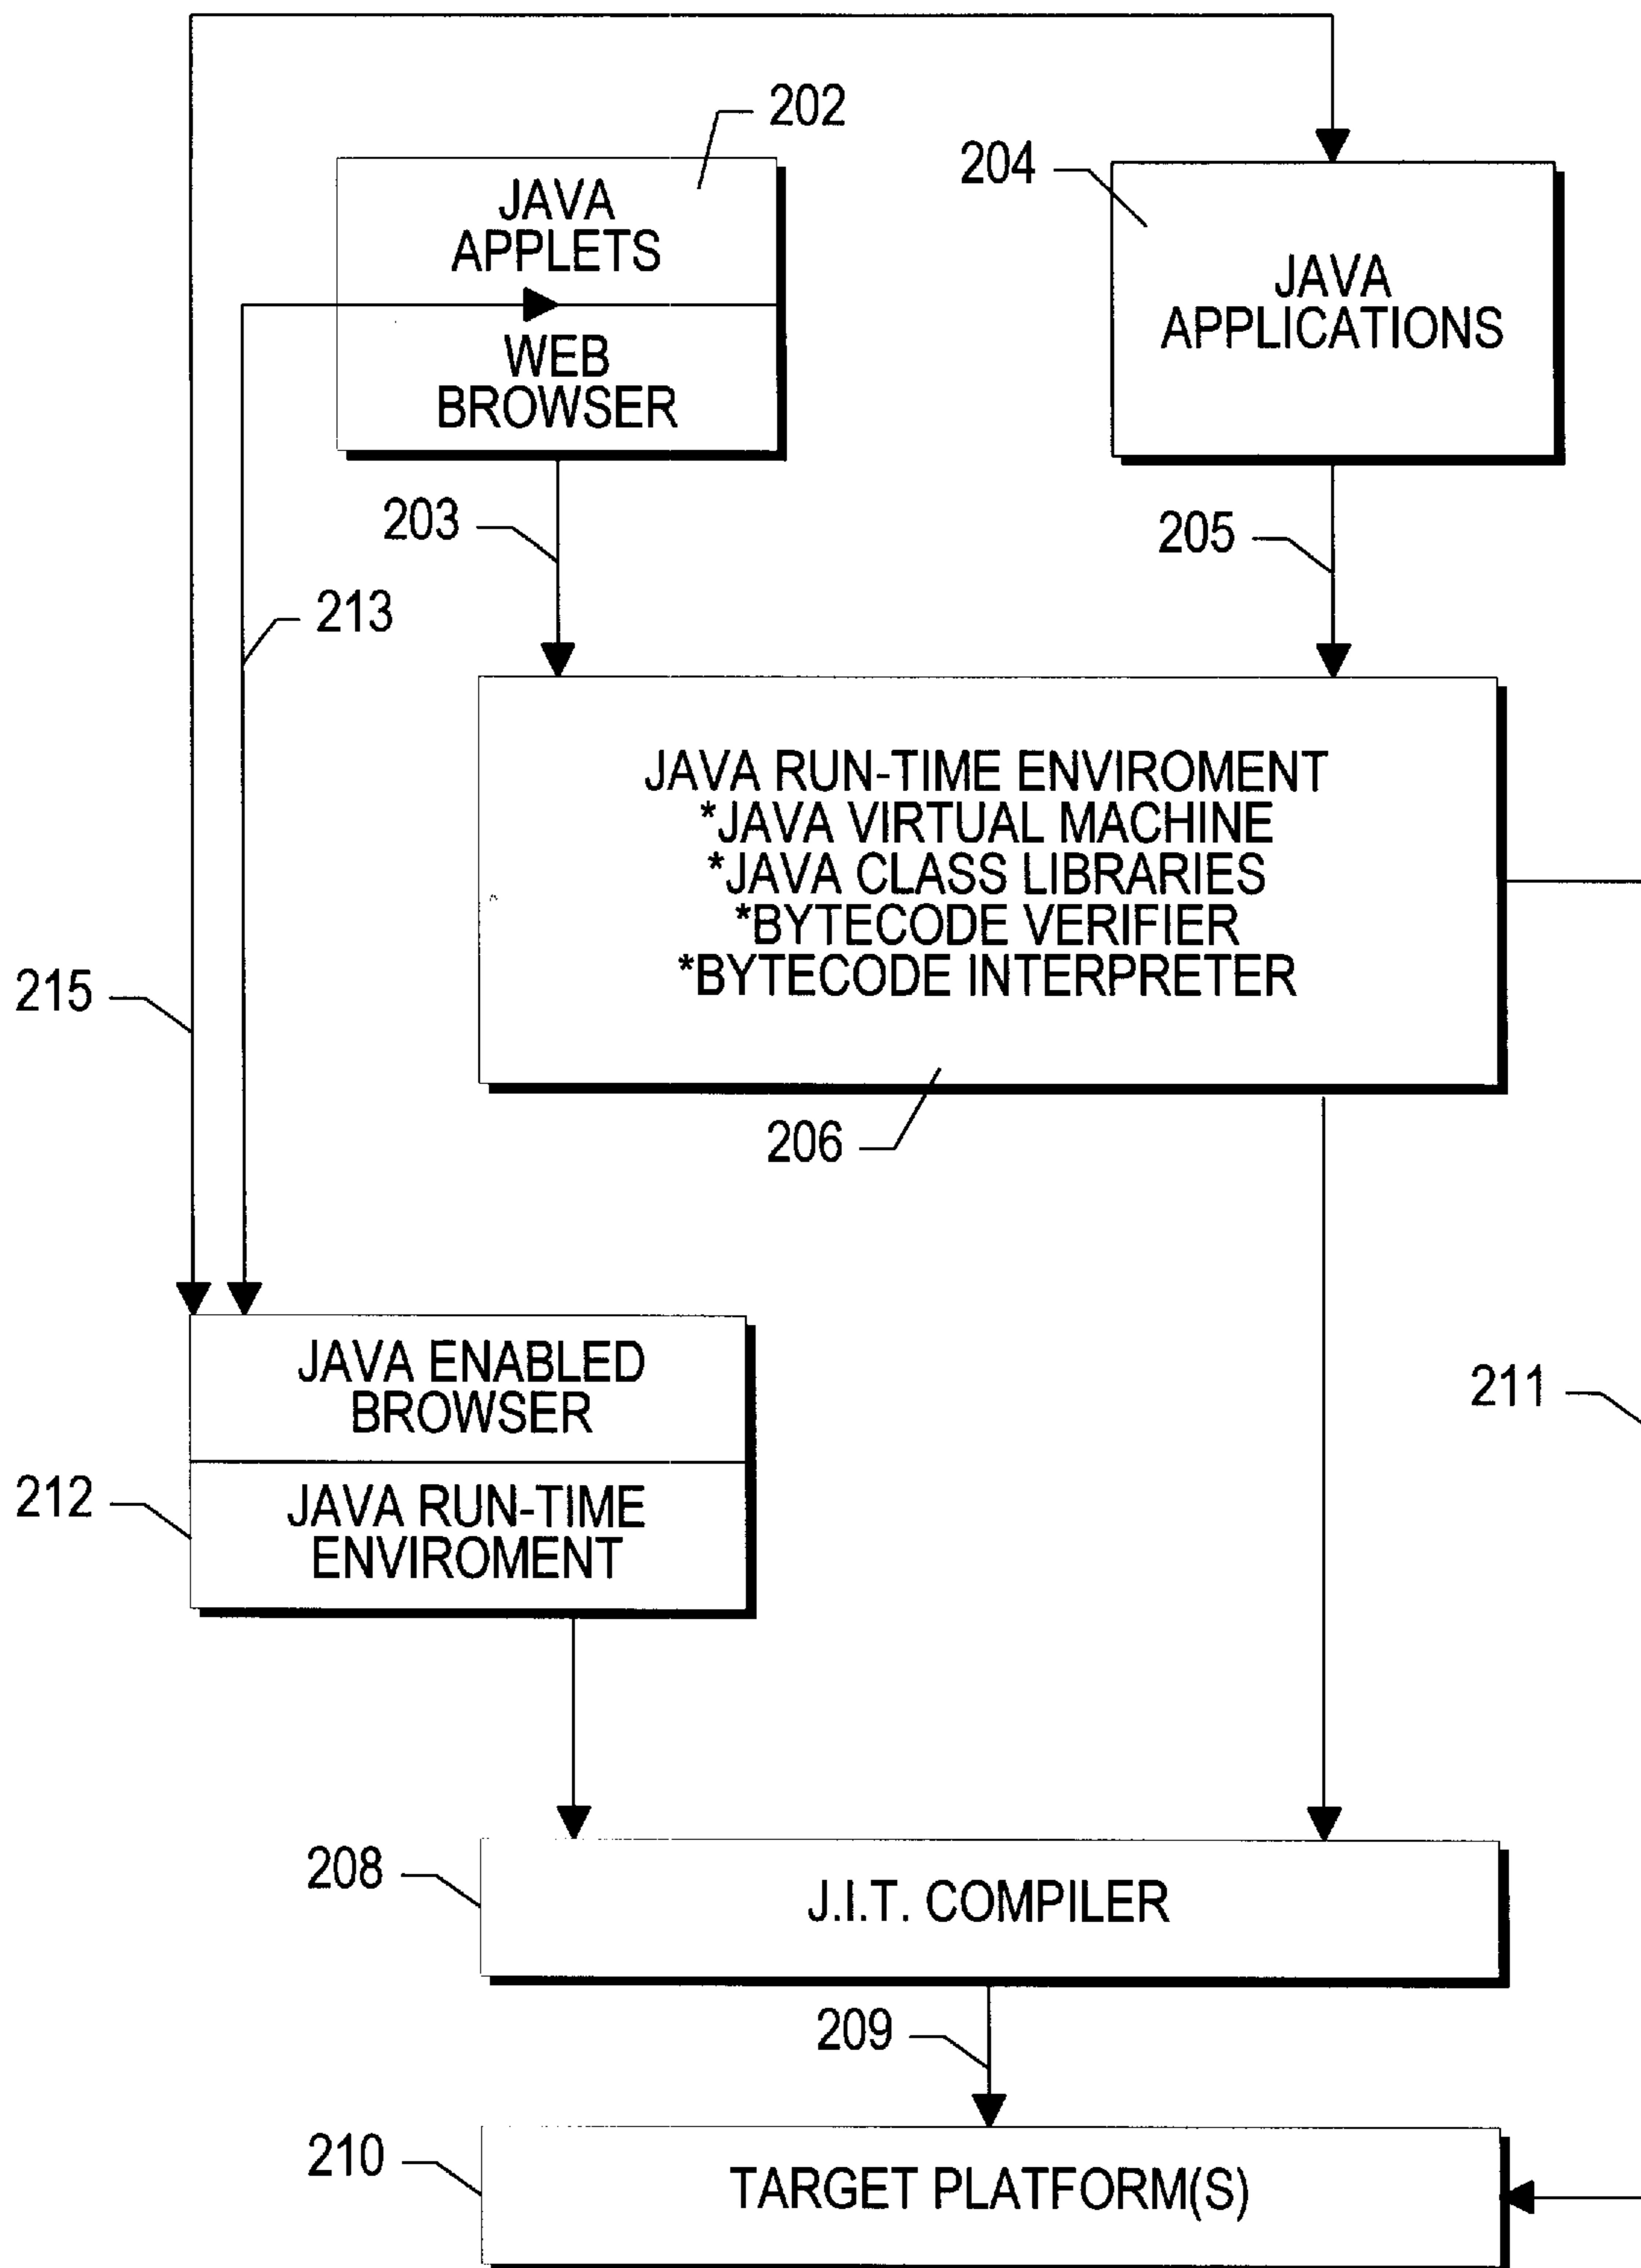 202
JAVA
APPLETS
WEB
BROWSER
204
JAVA
APPLICATIONS
203
205
213
JAVA RUN-TIME ENVIROMENT
*JAVA VIRTUAL MACHINE
*JAVA CLASS LIBRARIES
*BYTECODE VERIFIER
*BYTECODE INTERPRETER
215
206
JAVA ENABLED
BROWSER
211
212
JAVA RUN-TIME
ENVIROMENT
208
J.I.T. COMPILER
209
210
TARGET PLATFORM(S)